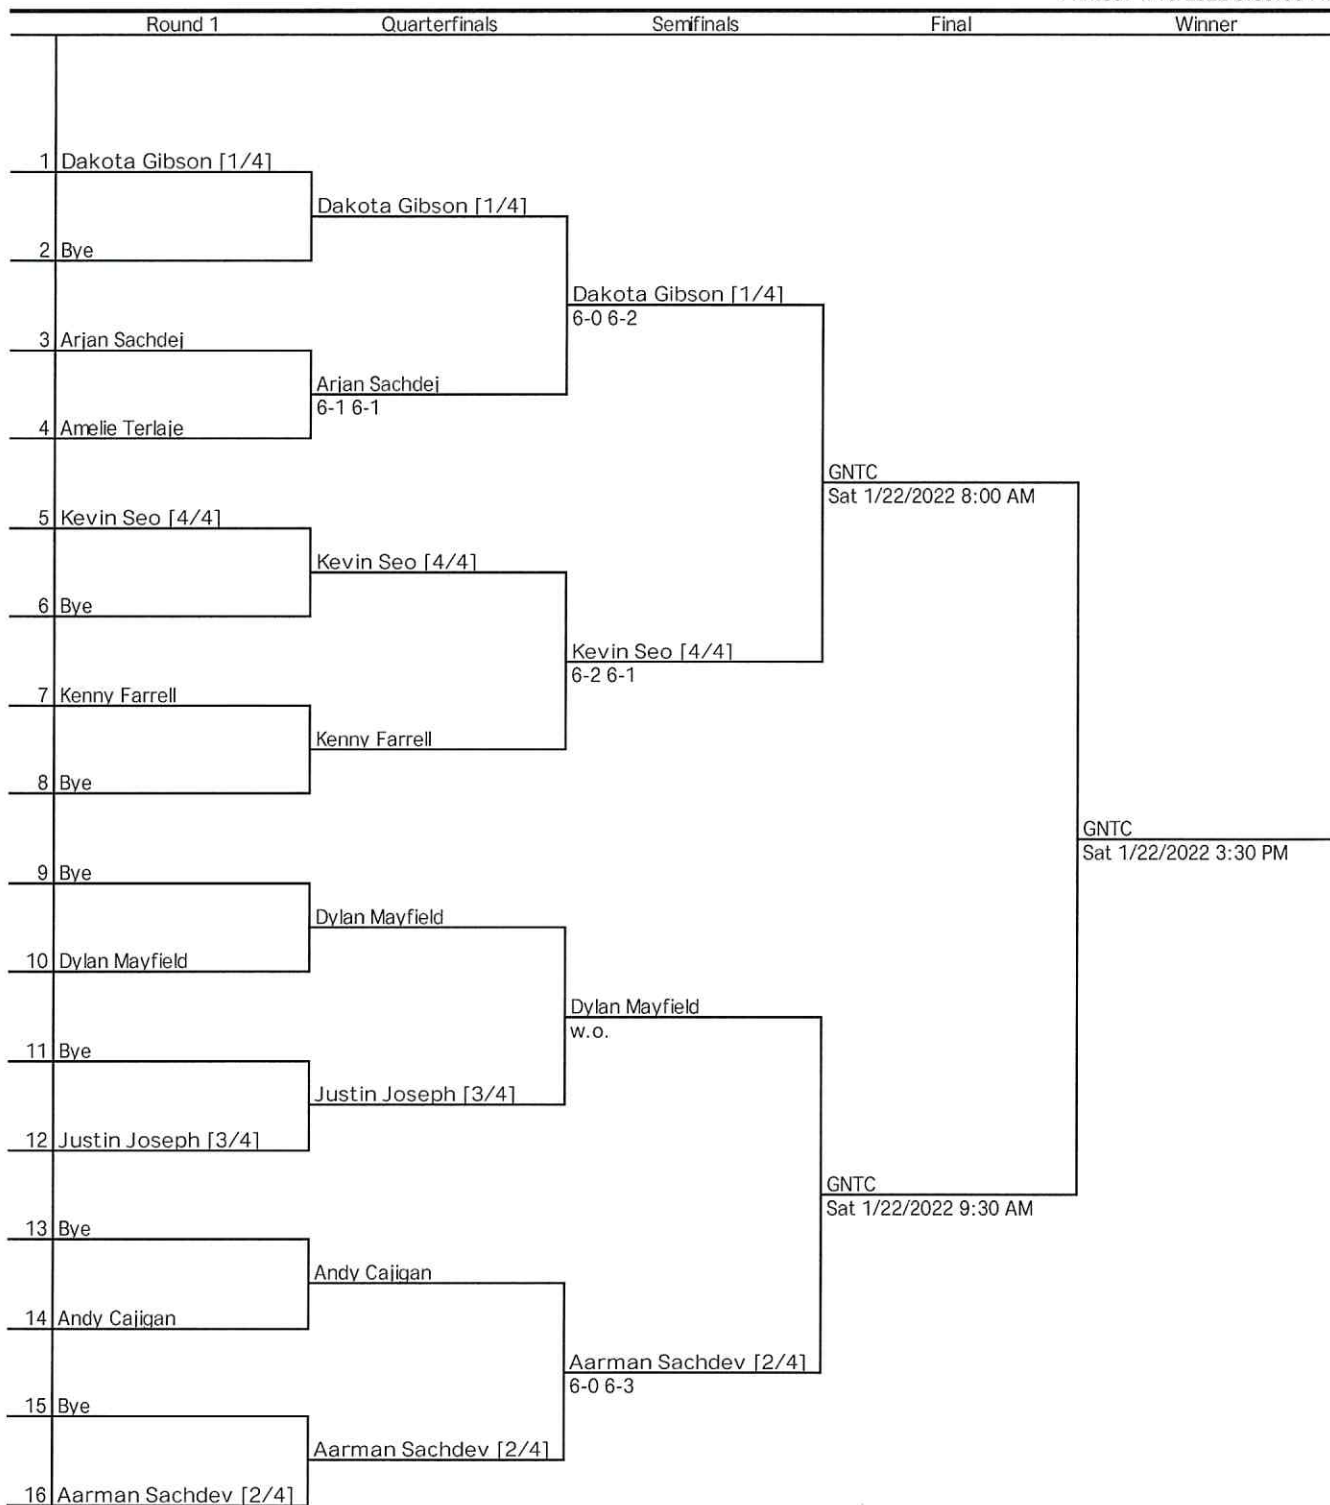 Round 1 Quarterfinals Semifinals Final Winner
1 Dakota Gibson [1/4]
Dakota Gibson [1/4]
2 Bye
Dakota Gibson [1/4]
6-0 6-2
3 Arjan Sachdej
Arjan Sachdej
6-1 6-1
4 Amelie Terlaje
GNTC
Sat 1/22/2022 8:00 AM
5 Kevin Seo [4/4]
Kevin Seo [4/4]
6 Bye
Kevin Seo [4/4]
6-2 6-1
7 Kenny Farrell
Kenny Farrell
8 Bye
GNTC
Sat 1/22/2022 3:30 PM
9 Bye
Dylan Mayfield
10 Dylan Mayfield
Dylan Mayfield
w.o.
11 Bye
Justin Joseph [3/4]
12 Justin Joseph [3/4]
GNTC
Sat 1/22/2022 9:30 AM
13 Bye
Andy Cajigan
14 Andy Cajigan
Aarman Sachdev [2/4]
6-0 6-3
15 Bye
Aarman Sachdev [2/4]
16 Aarman Sachdev [2/4]